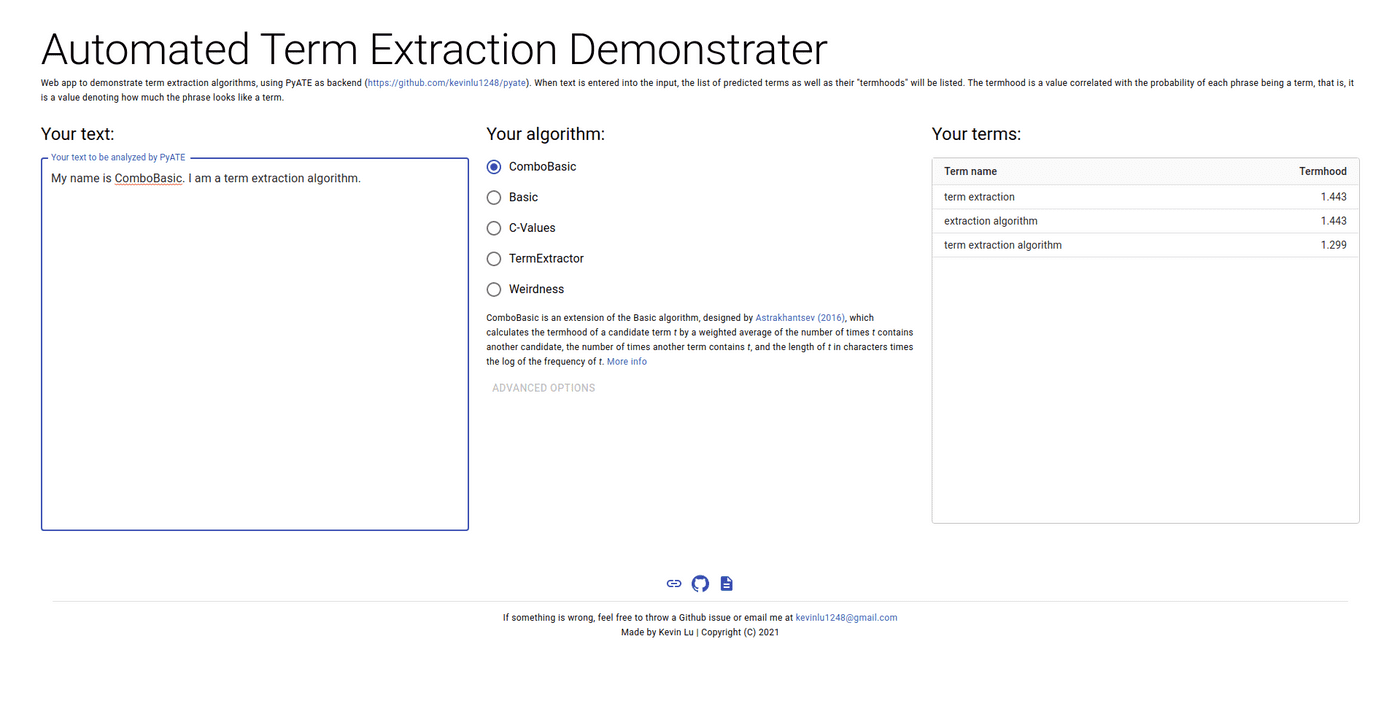 Automated Term Extraction Demonstrater
Web app to demonstrate term extraction algorithms, using PyATE as backend (https://github.com/kevinlu1248/pyate). When text is entered into the input, the list of predicted terms as well as their "termhoods" will be listed. The termhood is a value correlated with the probability of each phrase being a term, that is, it
is a value denoting how much the phrase looks like a term.
Your text:
Your text to be analyzed by PyATE
My name is ComboBasic. I am a term extraction algorithm.
Your algorithm:
ComboBasic
Basic
C-Values
TermExtractor
Weirdness
ComboBasic is an extension of the Basic algorithm, designed by Astrakhantsev (2016), which
calculates the termhood of a candidate term t by a weighted average of the number of times t contains
another candidate, the number of times another term contains t, and the length of t in characters times
the log of the frequency of t. More info
ADVANCED OPTIONS
Your terms:
Term name Termhood
term extraction 1.443
extraction algorithm 1.443
term extraction algorithm 1.299
If something is wrong, feel free to throw a Github issue or email me at kevinlu1248@gmail.com
Made by Kevin Lu | Copyright (C) 2021